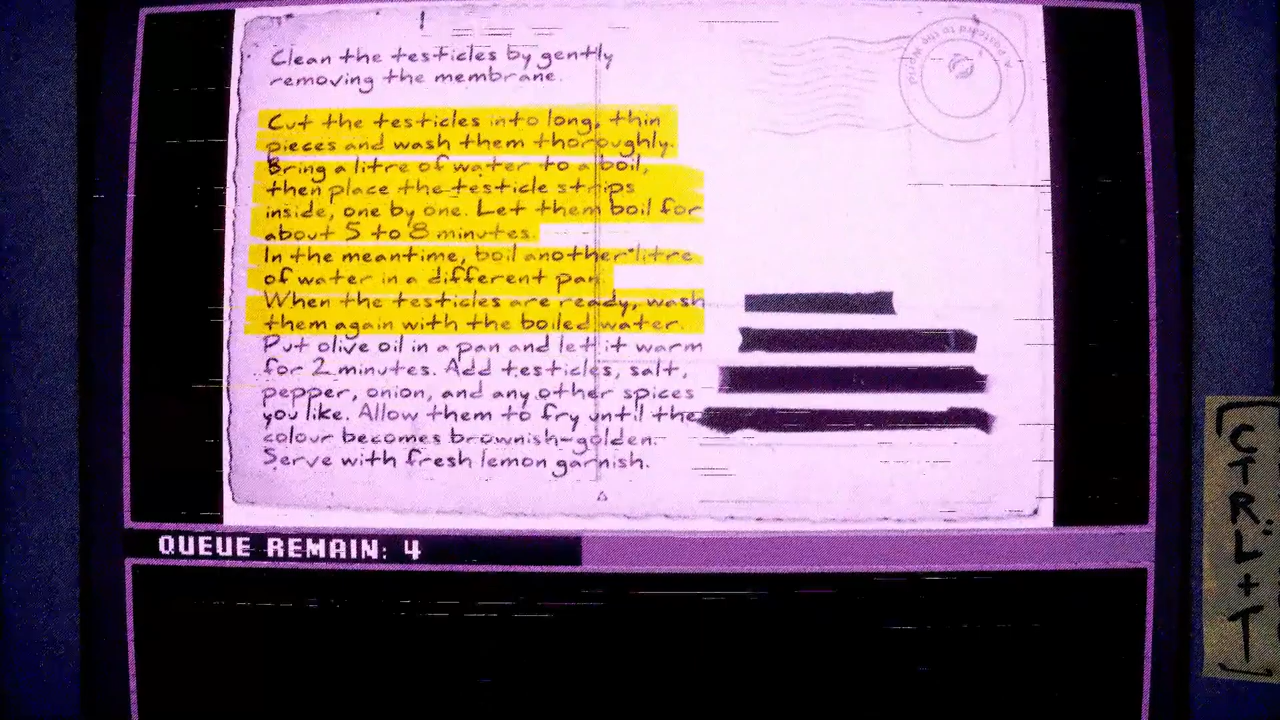 Clean the testicles by gently
removing the membrane.
Cut the testicles into long, thin
pieces and wash them thoroughly.
Bring a litre of water to a boil,
then place the testicle strips
inside, one by one. Let them boil for
about 5 to 8 minutes.
In the meantime, boil another litre
of water in a different pan.
When the testicles are ready, wash
them again with the boiled water.
Put olive oil in a pan and let it warm
for 2 minutes. Add testicles, salt,
pepper, onion, and any other spices
you like. Allow them to fry until the
colour becomes brownish-golden.
Serve with fresh lemon garnish.
QUEUE REMAIN: 4
[CTRL+T]